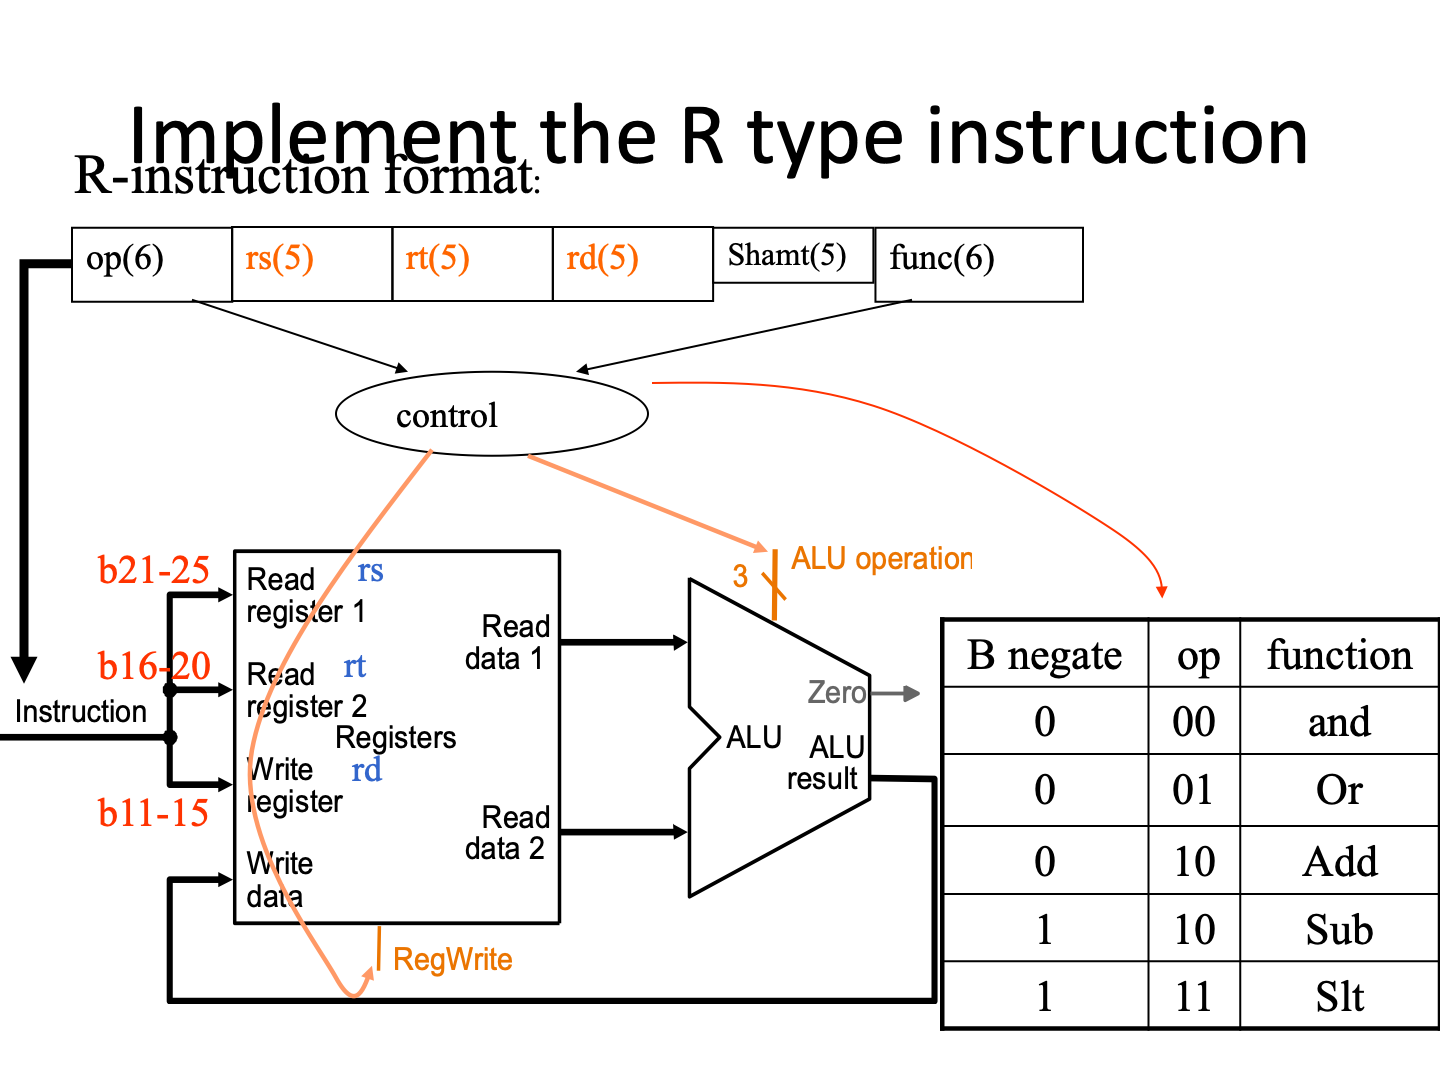 Implement the R type instruction
R-instruction format:
op(6) rs(5) rt(5) rd(5) Shamt(5) func(6)
control
ALU operation
3
b21-25
Read
register 1
rs
b16-20
Read
register 2
rt
Instruction
Registers
Write
register
rd
b11-15
Write
data
Read
data 1
Read
data 2
Zero
ALU
ALU
result
RegWrite
B negate op function
0 00 and
0 01 Or
0 10 Add
1 10 Sub
1 11 Slt